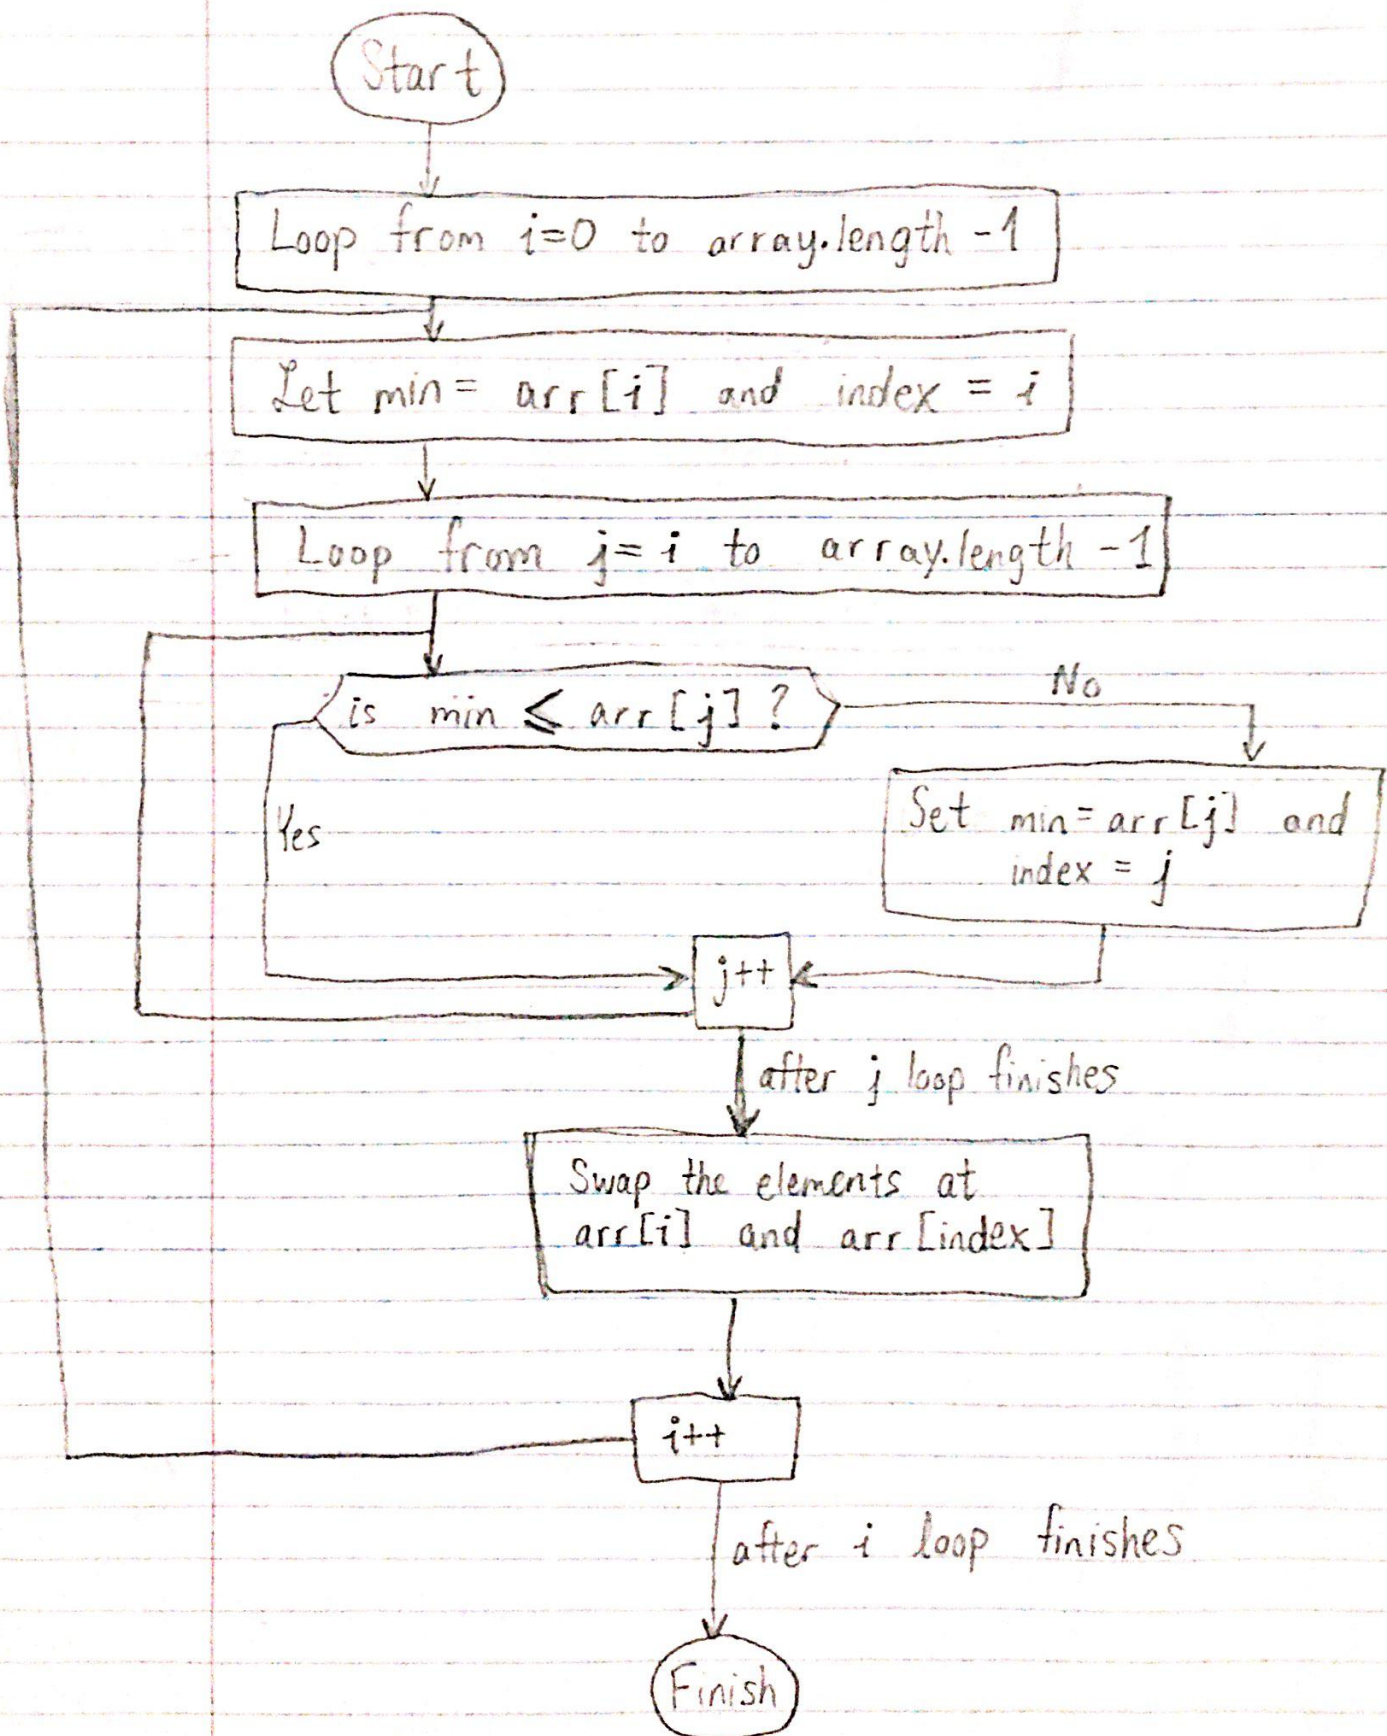 Start
Loop from i=0 to array.length -1
Let min= arr[i] and index = i
Loop from j= i to array.length -1
is min ⩽ arr[j] ?
No
Yes
Set min=arr[j] and
index = j
j++
after j loop finishes
Swap the elements at
arr[i] and arr[index]
i++
after i loop finishes
Finish